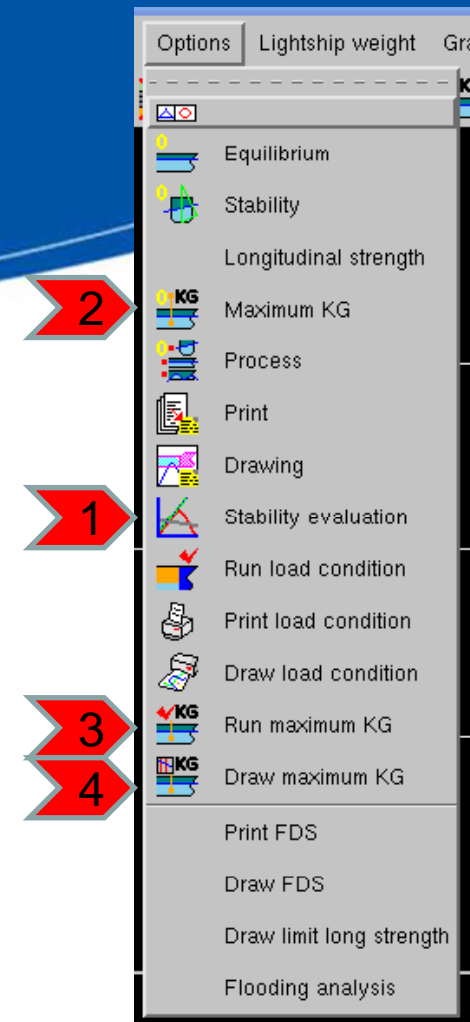 Options Lightship weight Gra
Equilibrium
Stability
Longitudinal strength
2 KG Maximum KG
Process
Print
Drawing
1 Stability evaluation
Run load condition
Print load condition
Draw load condition
3 KG Run maximum KG
4 KG Draw maximum KG
Print FDS
Draw FDS
Draw limit long strength
Flooding analysis